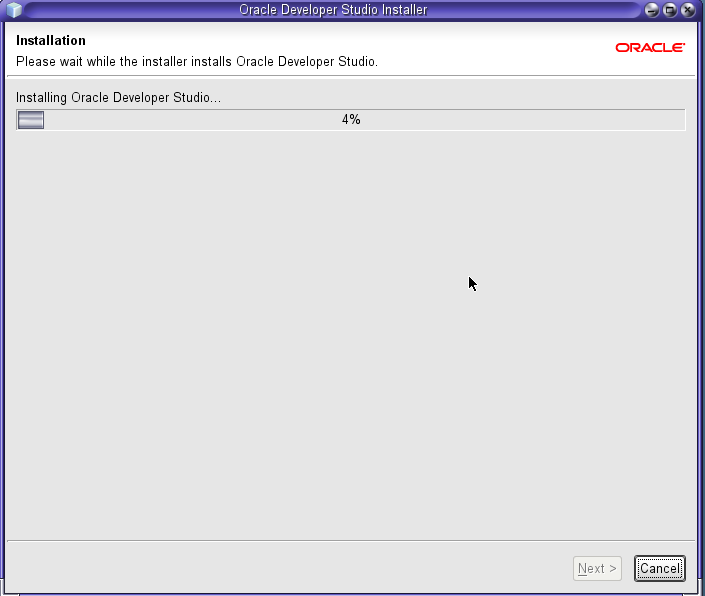 Oracle Developer Studio Installer
Installation
Please wait while the installer installs Oracle Developer Studio.
ORACLE
Installing Oracle Developer Studio...
4%
Next >
Cancel